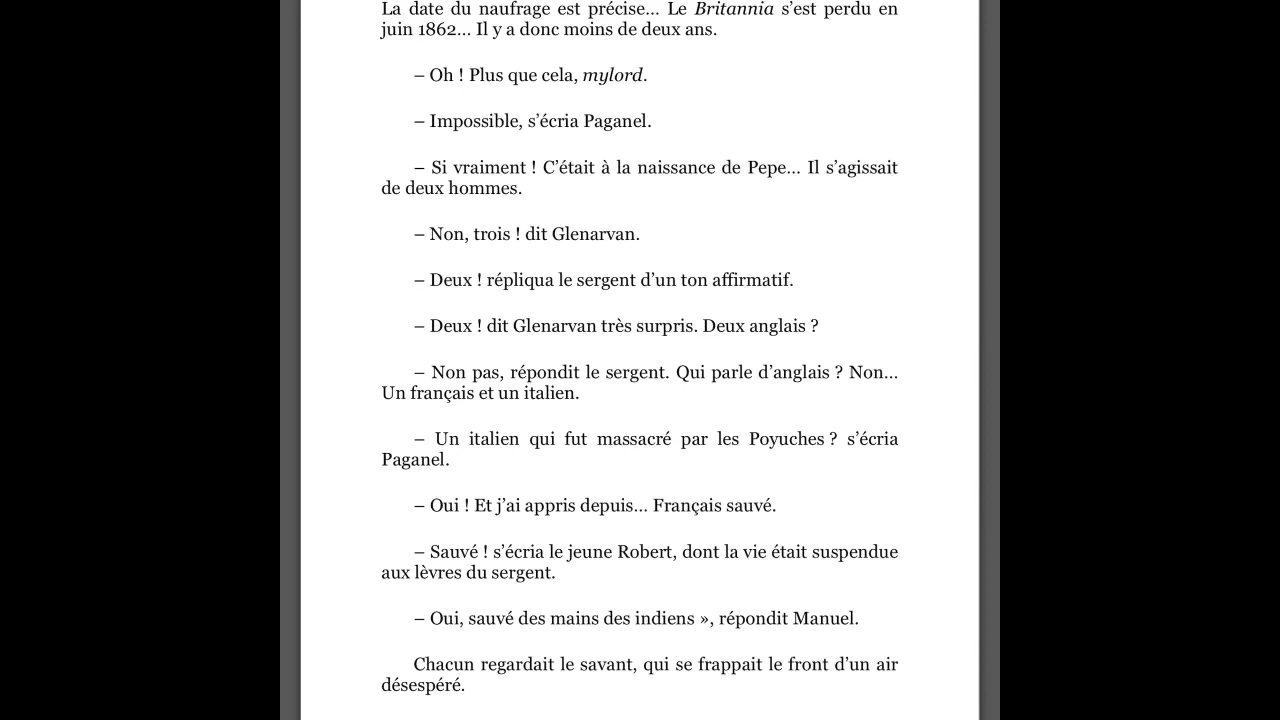 La date du naufrage est précise… Le Britannia s’est perdu en
juin 1862… Il y a donc moins de deux ans.
– Oh ! Plus que cela, mylord.
– Impossible, s’écria Paganel.
– Si vraiment ! C’était à la naissance de Pepe… Il s’agissait
de deux hommes.
– Non, trois ! dit Glenarvan.
– Deux ! répliqua le sergent d’un ton affirmatif.
– Deux ! dit Glenarvan très surpris. Deux anglais ?
– Non pas, répondit le sergent. Qui parle d’anglais ? Non…
Un français et un italien.
– Un italien qui fut massacré par les Poyuches ? s’écria
Paganel.
– Oui ! Et j’ai appris depuis… Français sauvé.
– Sauvé ! s’écria le jeune Robert, dont la vie était suspendue
aux lèvres du sergent.
– Oui, sauvé des mains des indiens », répondit Manuel.
Chacun regardait le savant, qui se frappait le front d’un air
désespéré.